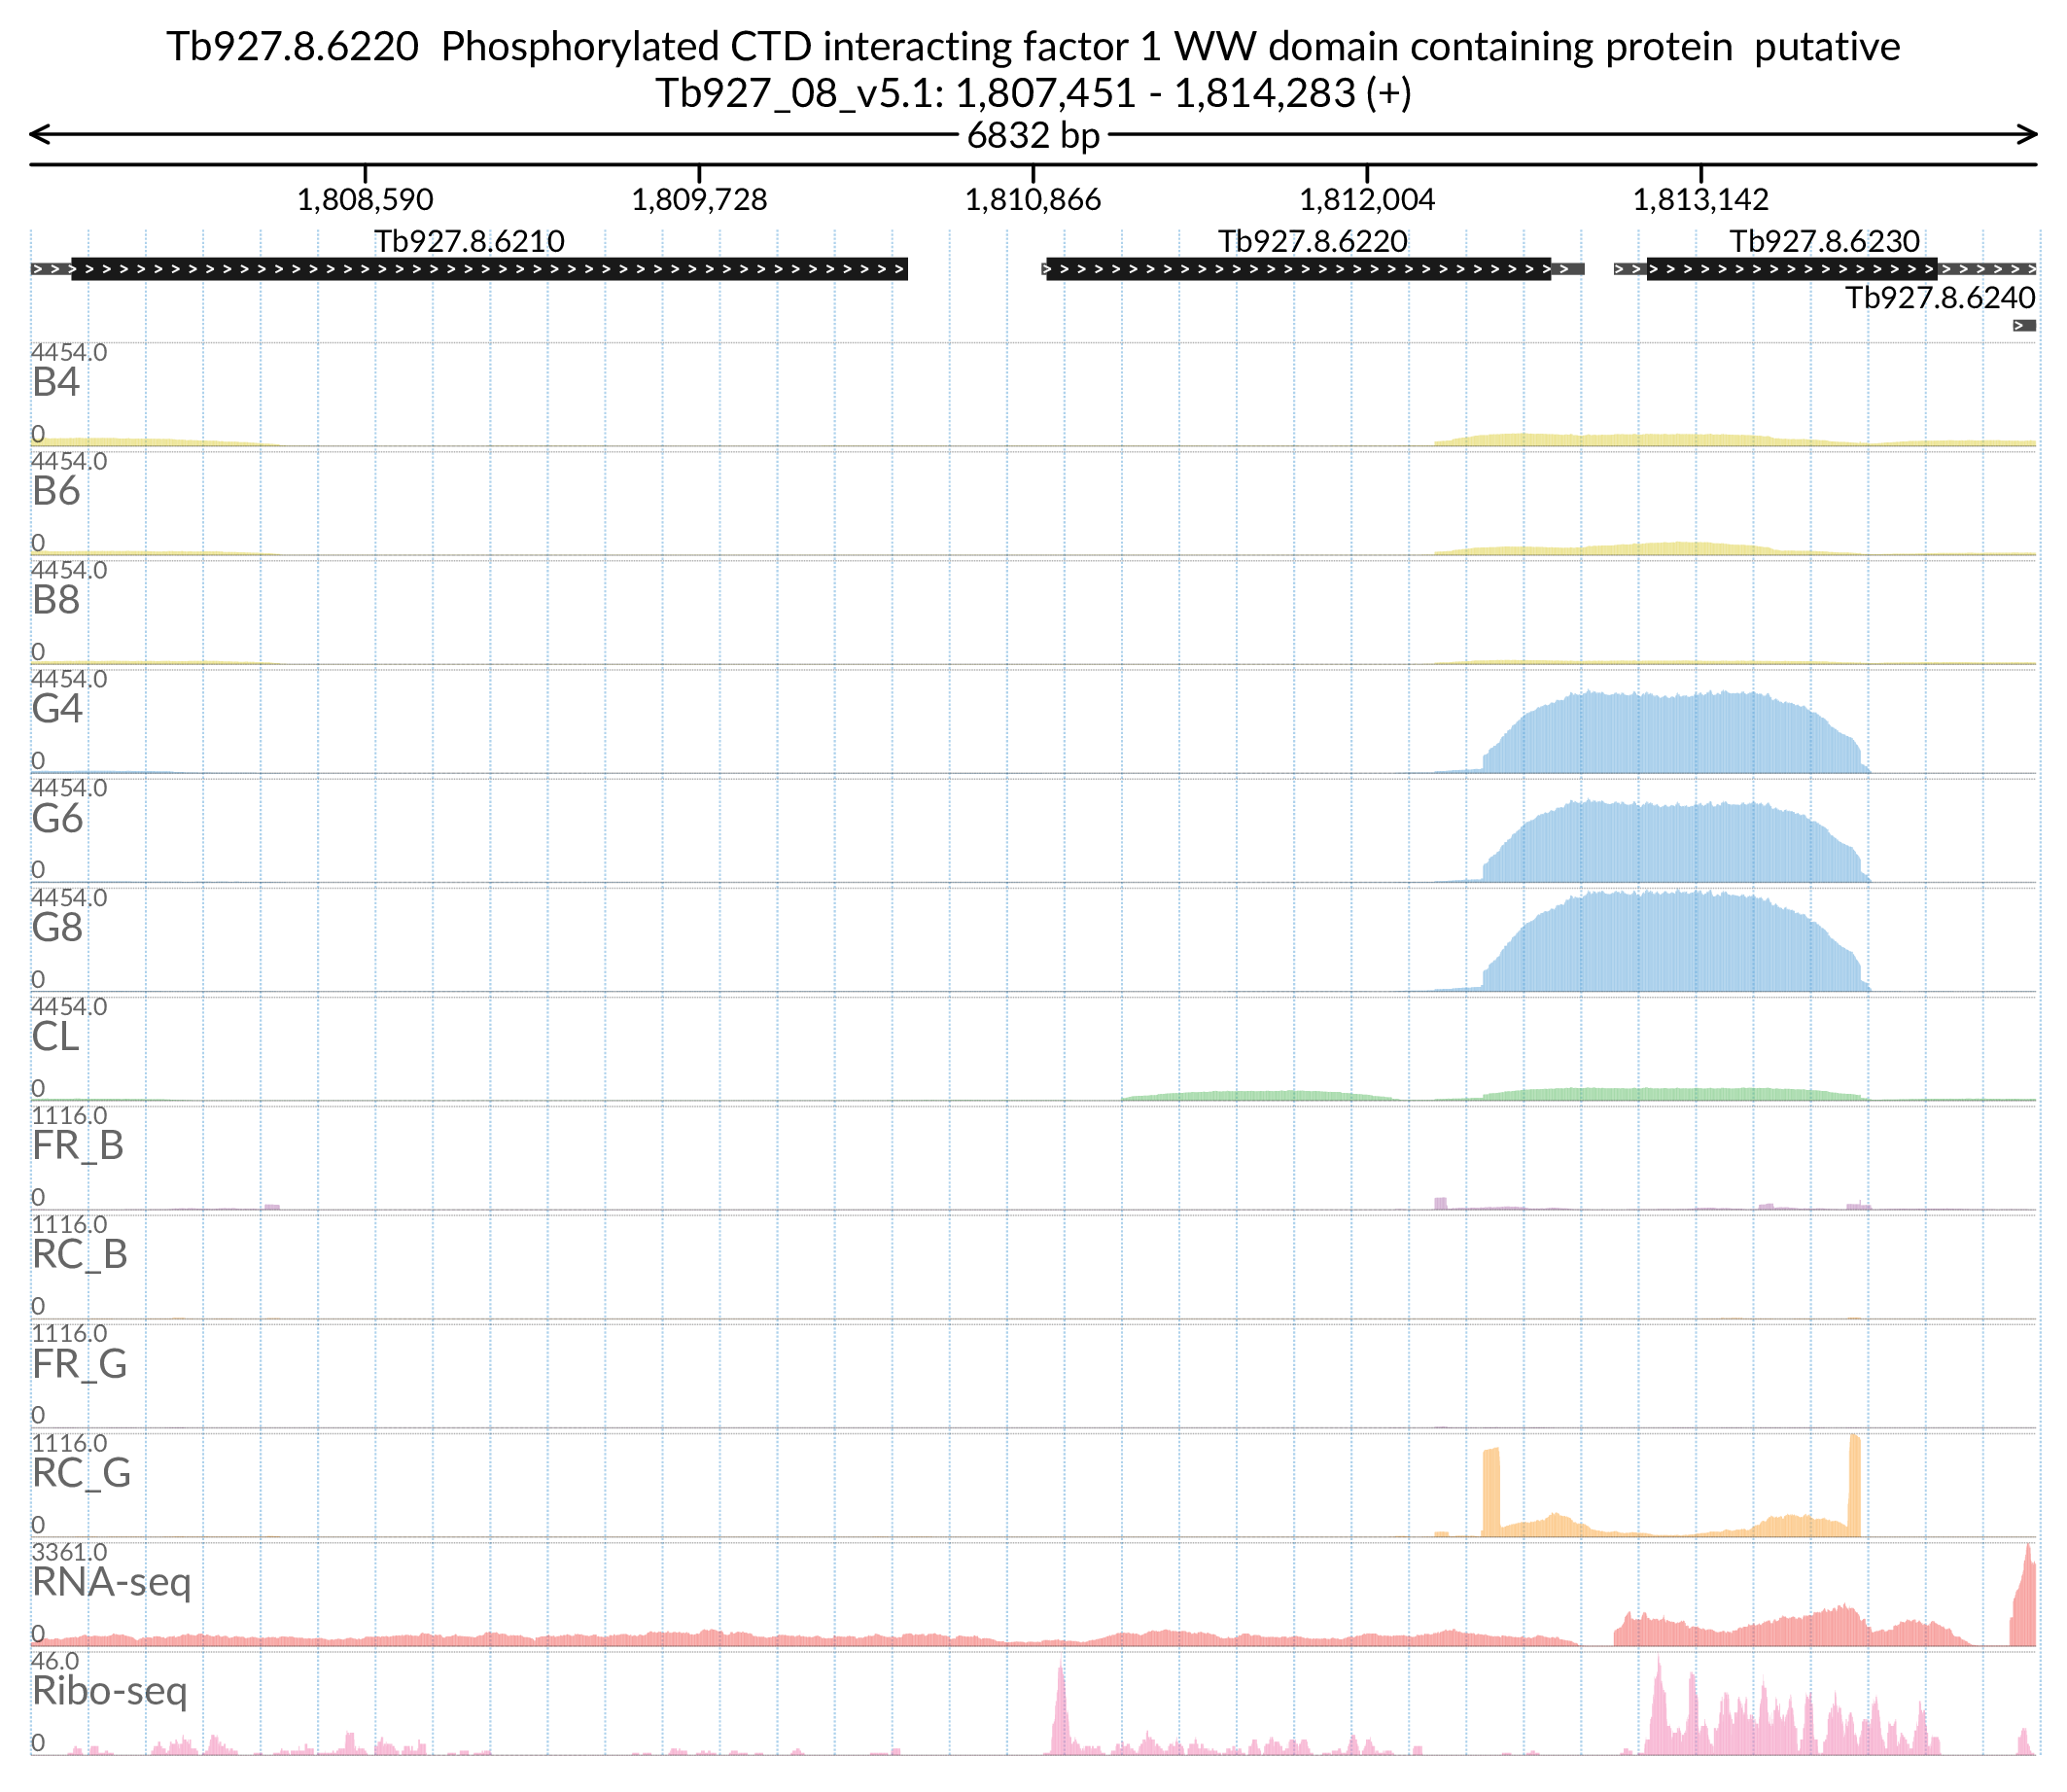 Tb927.8.6220  Phosphorylated CTD interacting factor 1 WW domain containing protein  putative
Tb927_08_v5.1: 1,807,451 - 1,814,283 (+)
6832 bp
1,808,590 1,809,728 1,810,866 1,812,004 1,813,142
Tb927.8.6210 Tb927.8.6220 Tb927.8.6230
Tb927.8.6240
4454.0
B4
0
4454.0
B6
0
4454.0
B8
0
4454.0
G4
0
4454.0
G6
0
4454.0
G8
0
4454.0
CL
0
1116.0
FR_B
0
1116.0
RC_B
0
1116.0
FR_G
0
1116.0
RC_G
0
3361.0
RNA-seq
0
46.0
Ribo-seq
0